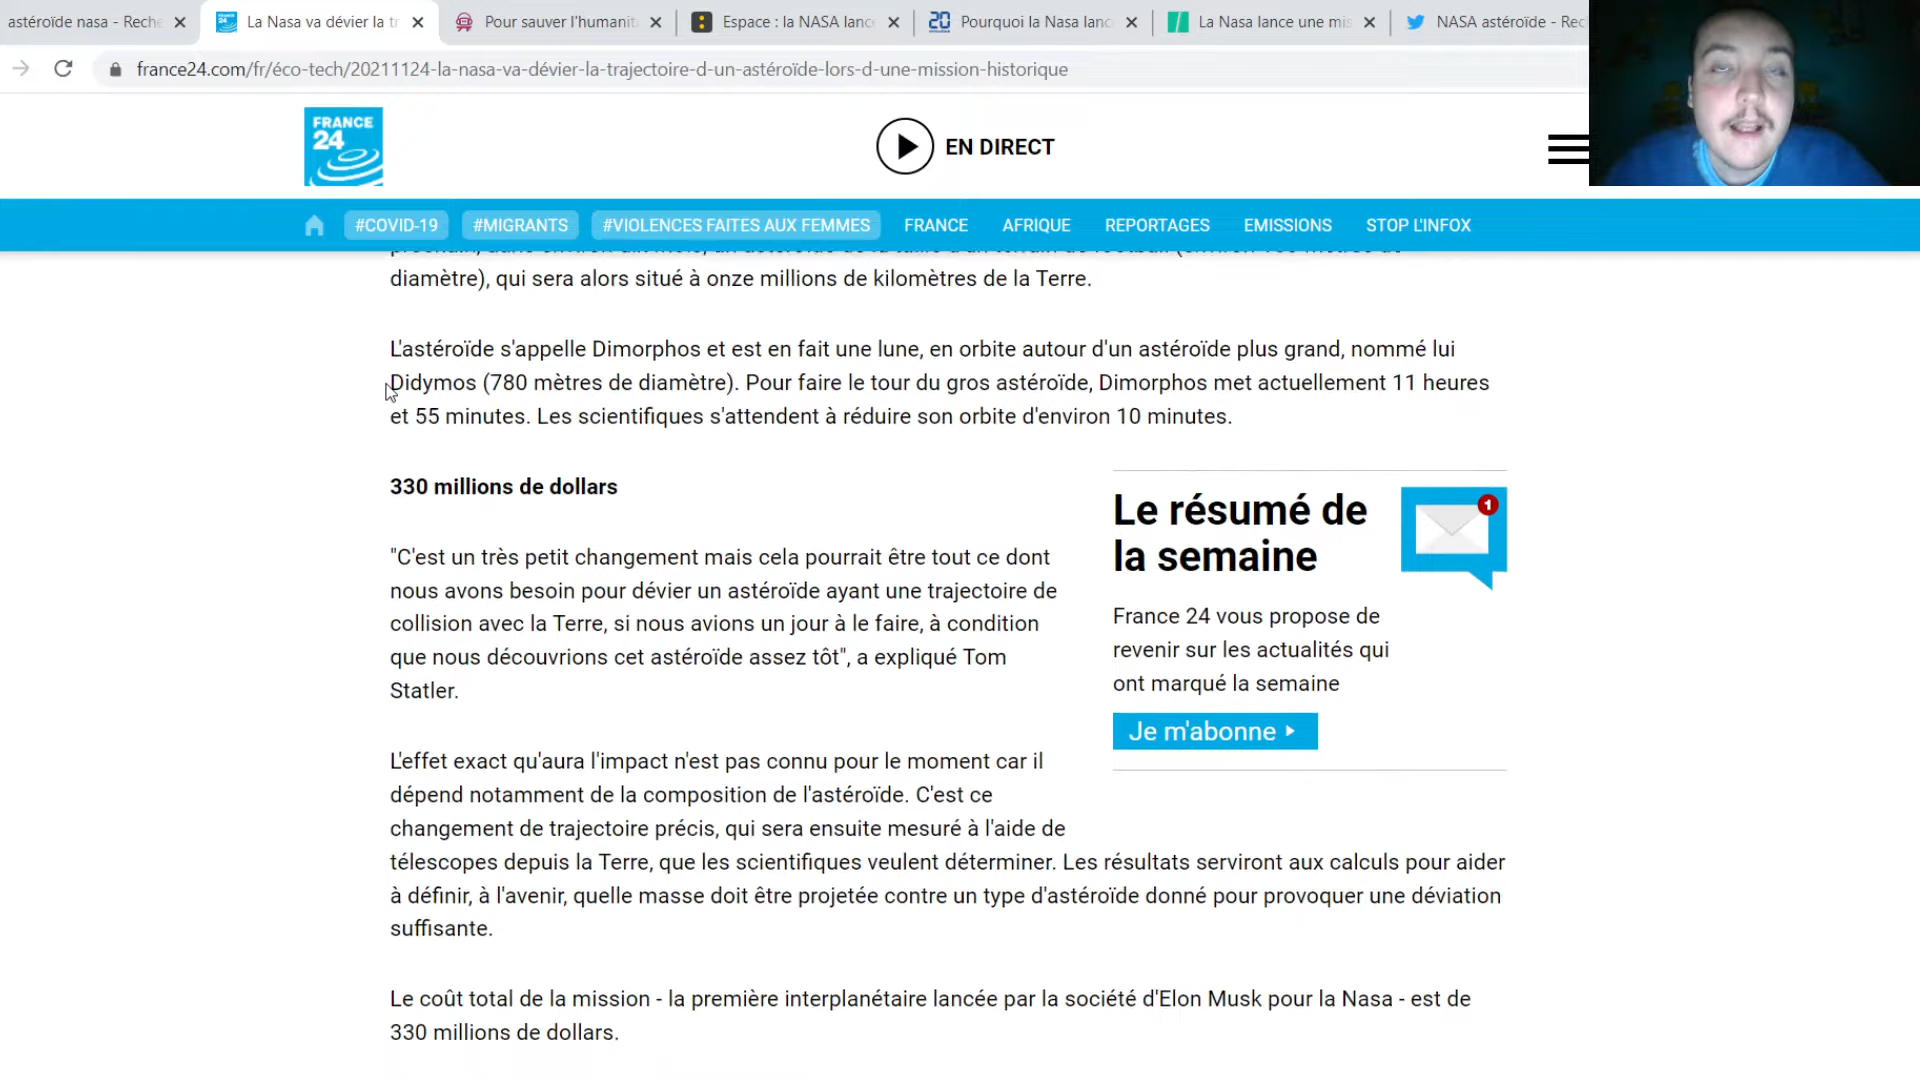 astéroïde nasa - Reche
La Nasa va dévier la tr
Pour sauver l'humanit
Espace : la NASA lance
Pourquoi la Nasa lanc
La Nasa lance une mis
NASA astéroïde - Rec
france24.com/fr/éco-tech/20211124-la-nasa-va-dévier-la-trajectoire-d-un-astéroïde-lors-d-une-mission-historique
FRANCE
24
EN DIRECT
#COVID-19
#MIGRANTS
#VIOLENCES FAITES AUX FEMMES
FRANCE
AFRIQUE
REPORTAGES
EMISSIONS
STOP L'INFOX
diamètre), qui sera alors situé à onze millions de kilomètres de la Terre.
L'astéroïde s'appelle Dimorphos et est en fait une lune, en orbite autour d'un astéroïde plus grand, nommé lui
Didymos (780 mètres de diamètre). Pour faire le tour du gros astéroïde, Dimorphos met actuellement 11 heures
et 55 minutes. Les scientifiques s'attendent à réduire son orbite d'environ 10 minutes.
330 millions de dollars
"C'est un très petit changement mais cela pourrait être tout ce dont
nous avons besoin pour dévier un astéroïde ayant une trajectoire de
collision avec la Terre, si nous avions un jour à le faire, à condition
que nous découvrions cet astéroïde assez tôt", a expliqué Tom
Statler.
L'effet exact qu'aura l'impact n'est pas connu pour le moment car il
dépend notamment de la composition de l'astéroïde. C'est ce
changement de trajectoire précis, qui sera ensuite mesuré à l'aide de
télescopes depuis la Terre, que les scientifiques veulent déterminer. Les résultats serviront aux calculs pour aider
à définir, à l'avenir, quelle masse doit être projetée contre un type d'astéroïde donné pour provoquer une déviation
suffisante.
Le coût total de la mission - la première interplanétaire lancée par la société d'Elon Musk pour la Nasa - est de
330 millions de dollars.
Le résumé de
la semaine
1
France 24 vous propose de
revenir sur les actualités qui
ont marqué la semaine
Je m'abonne